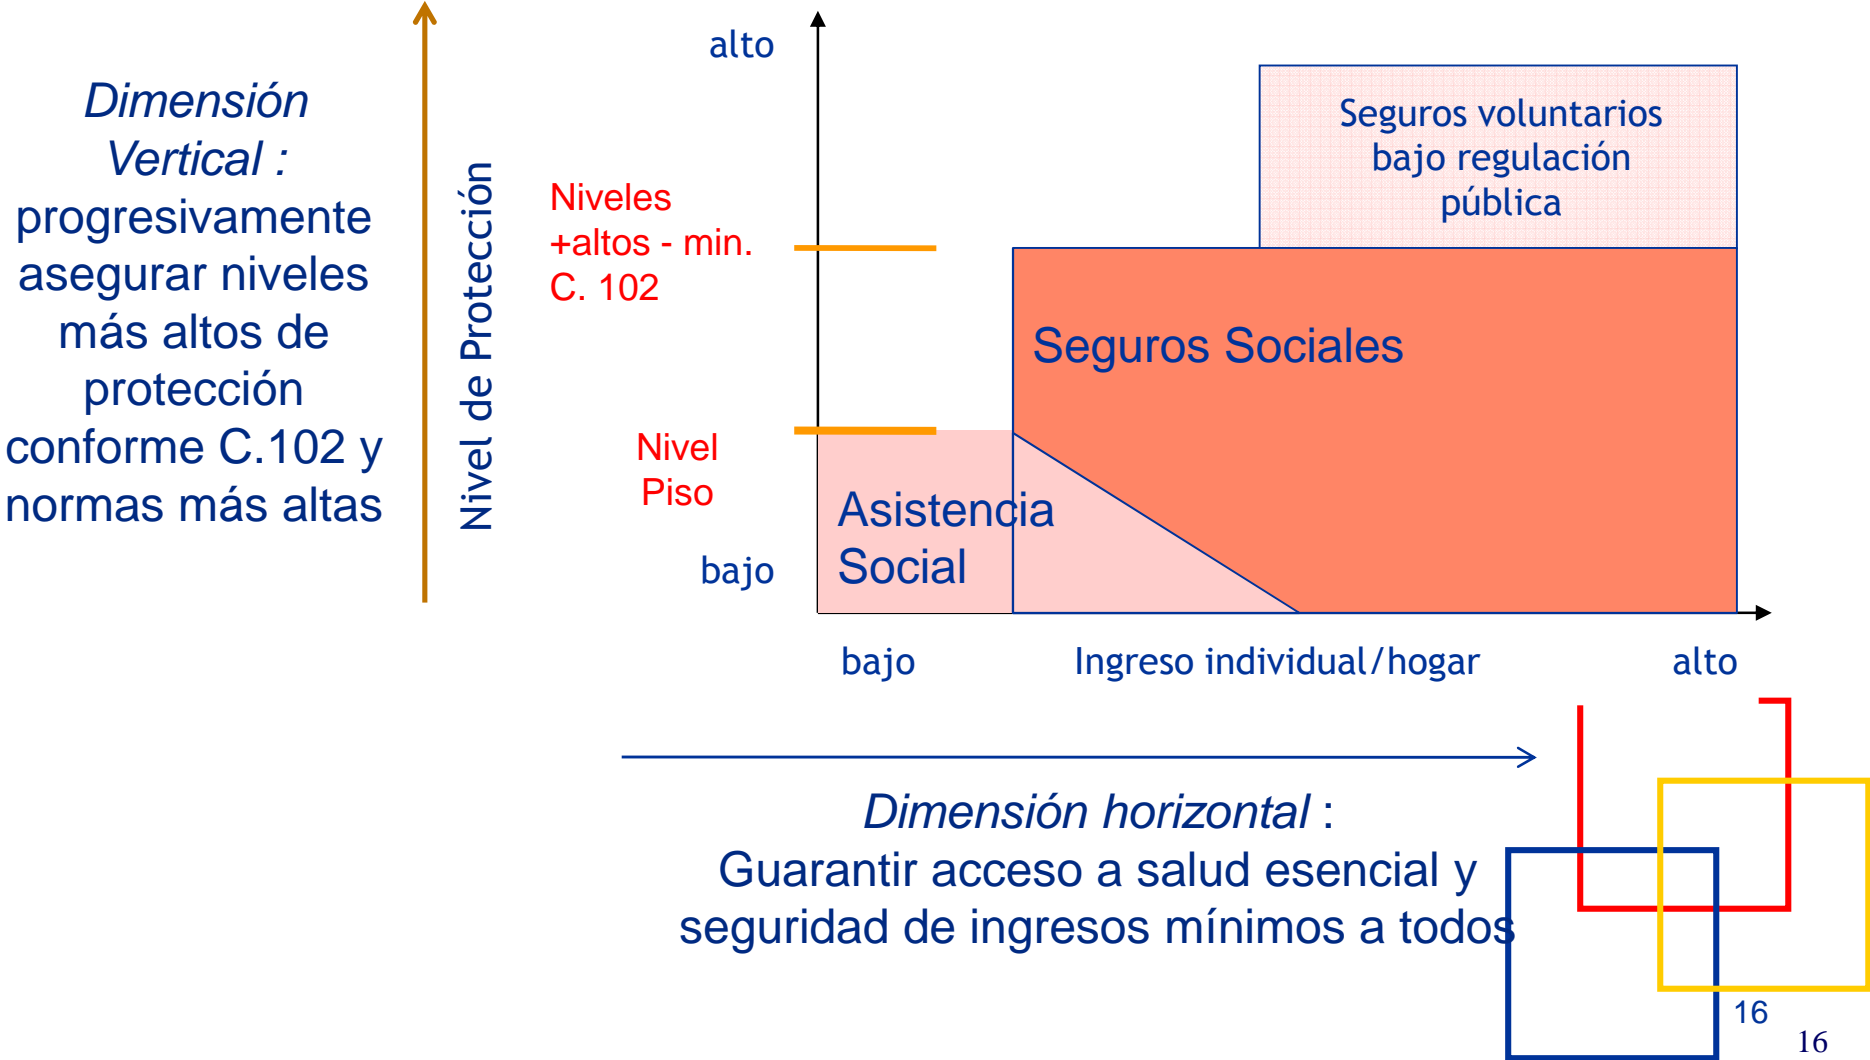 Dimensión
Vertical :
progresivamente
asegurar niveles
más altos de
protección
conforme C.102 y
normas más altas
Nivel de Protección
alto
Niveles
+altos - min.
C. 102
Nivel
Piso
bajo
Seguros voluntarios
bajo regulación
pública
Seguros Sociales
Asistencia
Social
bajo
Ingreso individual/hogar
alto
Dimensión horizontal :
Guarantir acceso a salud esencial y
seguridad de ingresos mínimos a todos
16
16